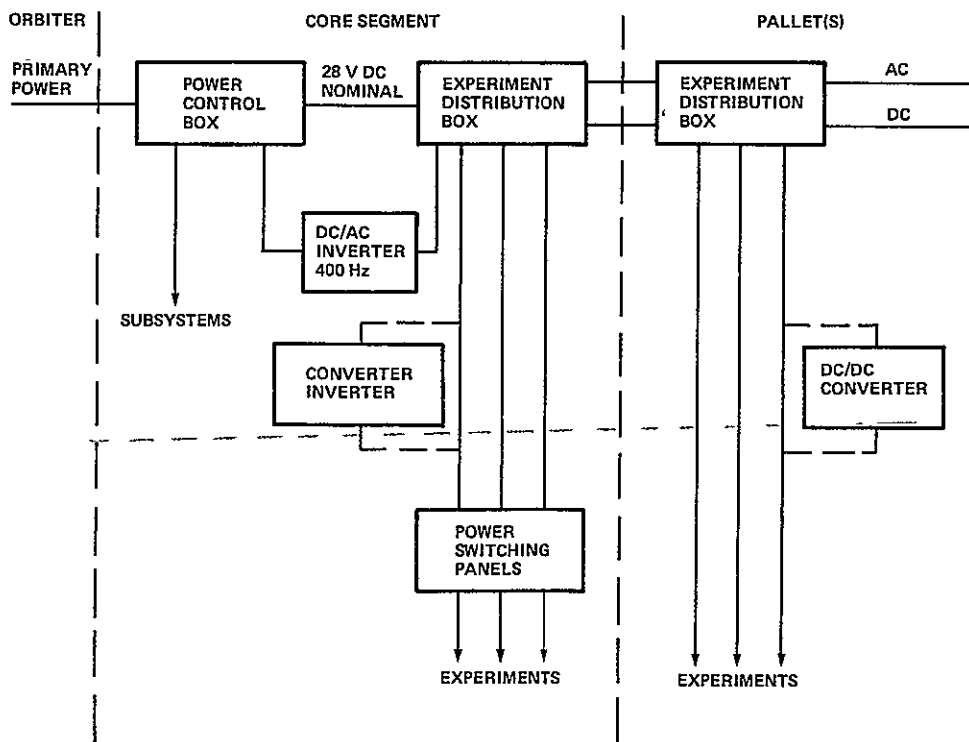 ORBITER
CORE SEGMENT
PALLET(S)
PRIMARY
POWER
POWER
CONTROL
BOX
28 V DC
NOMINAL
EXPERIMENT
DISTRIBUTION
BOX
EXPERIMENT
DISTRIBUTION
BOX
AC
DC
DC/AC
INVERTER
400 Hz
SUBSYSTEMS
CONVERTER
INVERTER
DC/DC
CONVERTER
POWER
SWITCHING
PANELS
EXPERIMENTS
EXPERIMENTS